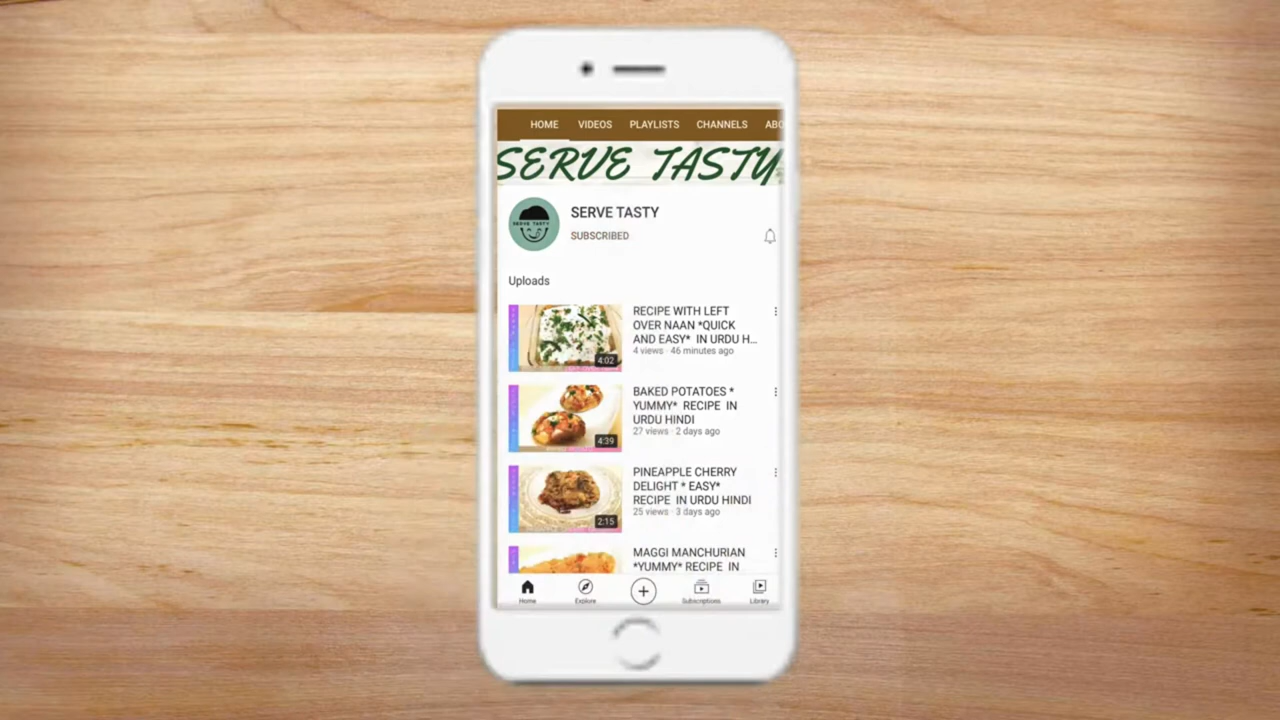 HOME VIDEOS PLAYLISTS CHANNELS ABO
SERVE TASTY
SERVE TASTY
SERVE TASTY
SUBSCRIBED
Uploads
RECIPE WITH LEFT
OVER NAAN *QUICK
AND EASY* IN URDU H...
4 views · 46 minutes ago
4:02
BAKED POTATOES *
YUMMY* RECIPE IN
URDU HINDI
27 views · 2 days ago
4:39
PINEAPPLE CHERRY
DELIGHT * EASY*
RECIPE IN URDU HINDI
25 views · 3 days ago
2:15
MAGGI MANCHURIAN
*YUMMY* RECIPE IN
Home Explore Subscriptions Library